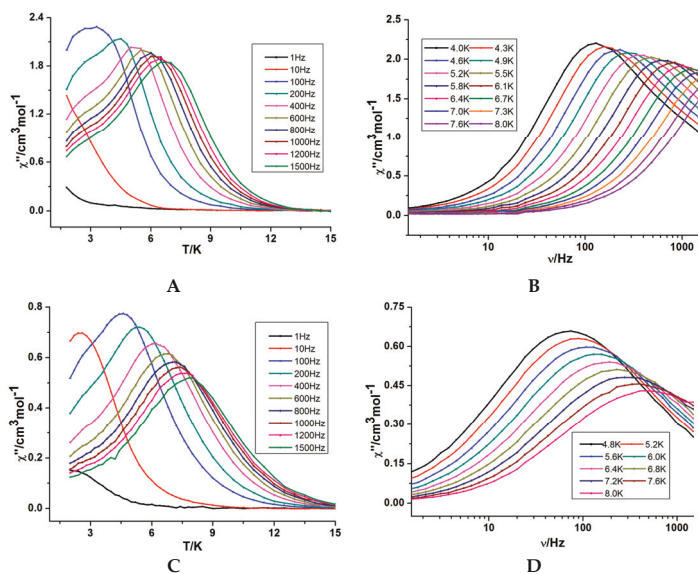 χ''/cm³mol⁻¹
2.4
1.8
1.2
0.6
0.0
3 6 9 12 15
T/K
1Hz
10Hz
100Hz
200Hz
400Hz
600Hz
800Hz
1000Hz
1200Hz
1500Hz
A
χ''/cm³mol⁻¹
2.5
2.0
1.5
1.0
0.5
0.0
10 100 1000
ν/Hz
4.0K 4.3K
4.6K 4.9K
5.2K 5.5K
5.8K 6.1K
6.4K 6.7K
7.0K 7.3K
7.6K 8.0K
B
χ''/cm³mol⁻¹
0.8
0.6
0.4
0.2
0.0
3 6 9 12 15
T/K
1Hz
10Hz
100Hz
200Hz
400Hz
600Hz
800Hz
1000Hz
1200Hz
1500Hz
C
χ''/cm³mol⁻¹
0.75
0.60
0.45
0.30
0.15
0.00
10 100 1000
ν/Hz
4.8K 5.2K
5.6K 6.0K
6.4K 6.8K
7.2K 7.6K
8.0K
D